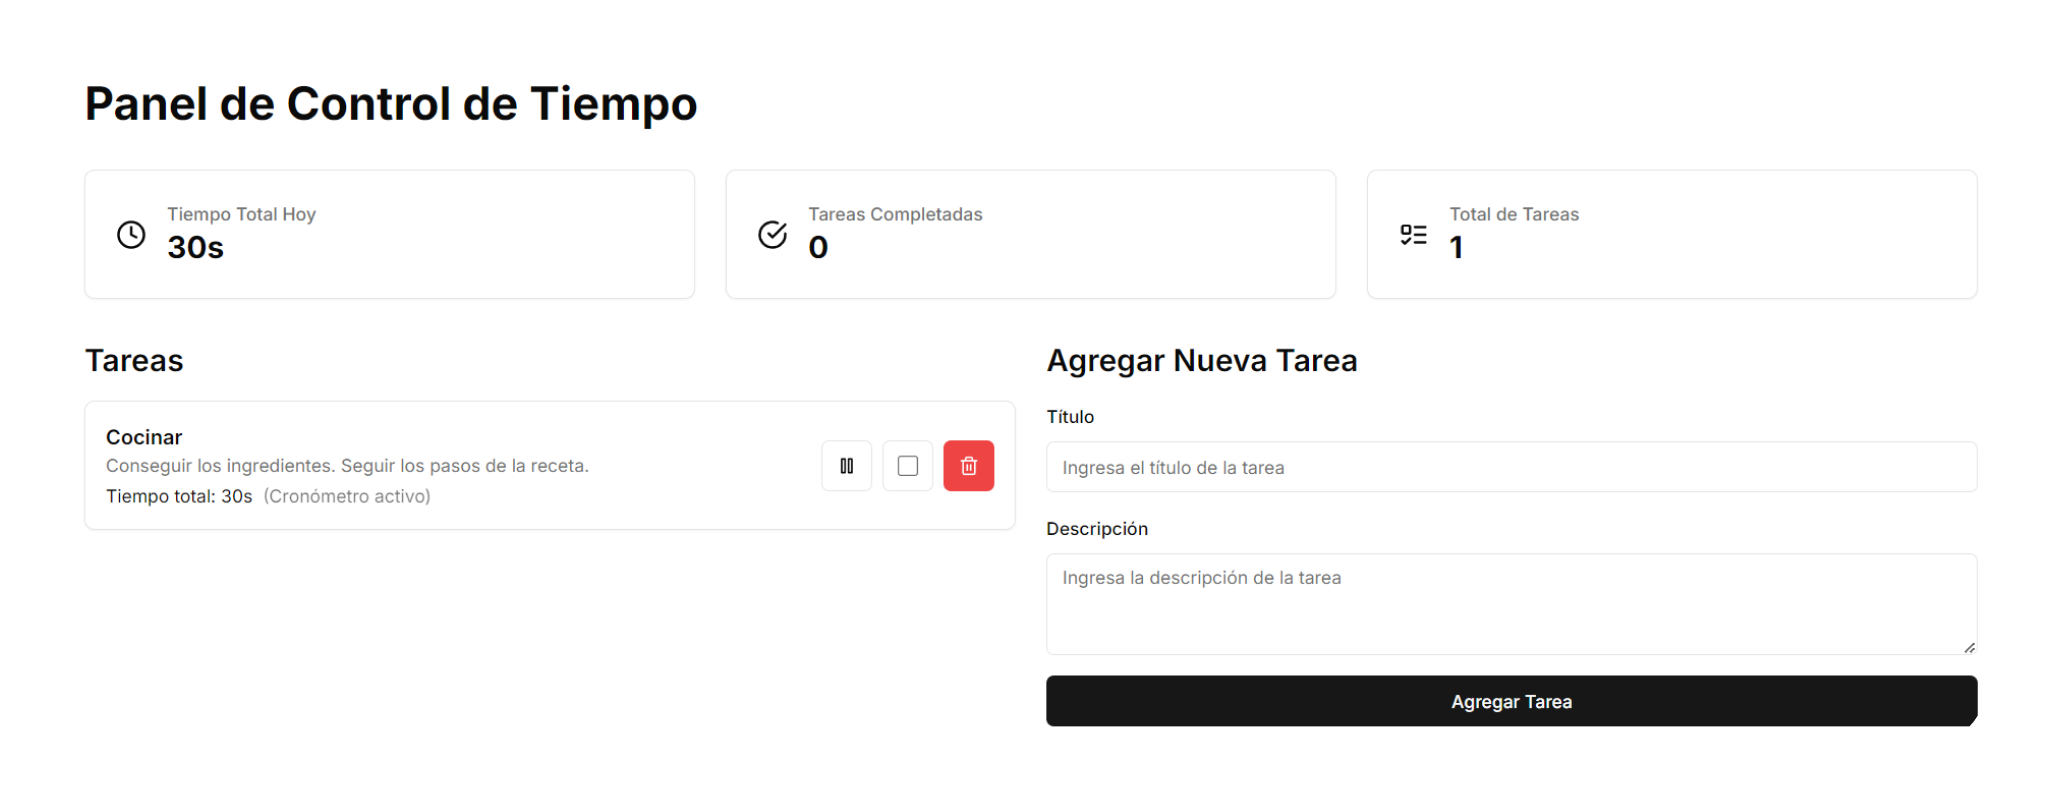 Panel de Control de Tiempo
Tiempo Total Hoy
30s
Tareas Completadas
0
Total de Tareas
1
Tareas
Cocinar
Conseguir los ingredientes. Seguir los pasos de la receta.
Tiempo total: 30s (Cronómetro activo)
Agregar Nueva Tarea
Título
Ingresa el título de la tarea
Descripción
Ingresa la descripción de la tarea
Agregar Tarea